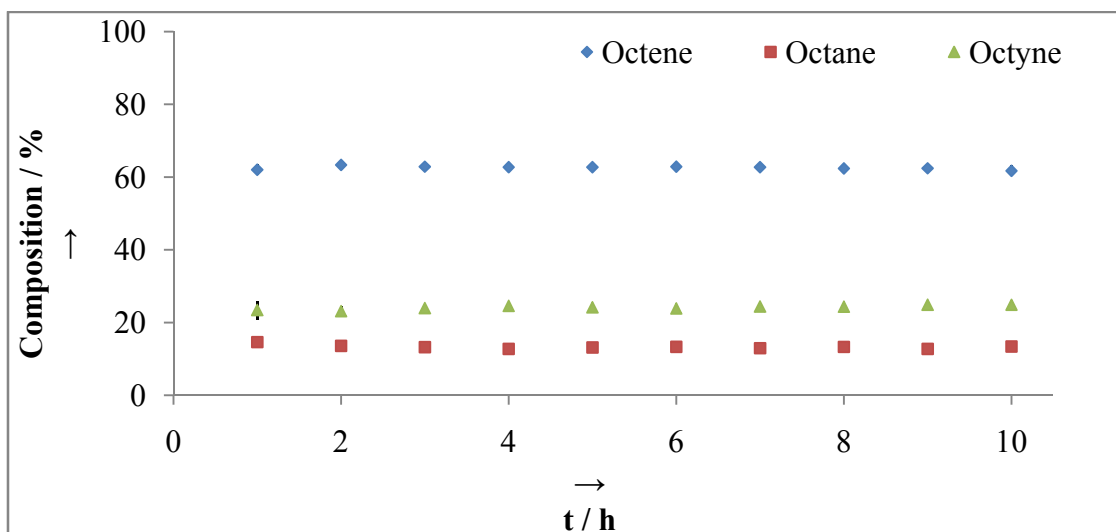 Composition / %
→
100
80
60
40
20
0
Octene Octane Octyne
0 2 4 6 8 10
→
t / h